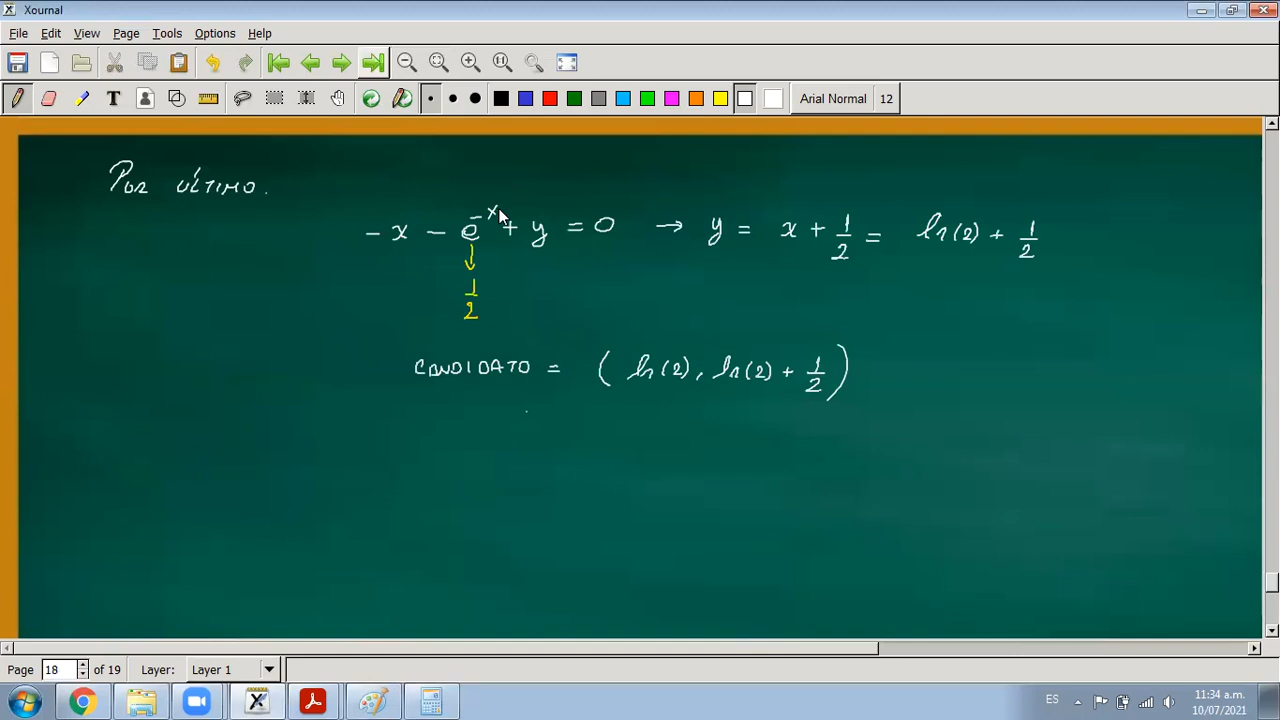 Xournal
File Edit View Page Tools Options Help
Arial Normal 12
POR ÚLTIMO.
- x - e^{-x} + y = 0 → y = x + 1/2 = ln(2) + 1/2
↓
1/2
CANDIDATO = ( ln(2), ln(2) + 1/2 )
Page 18 of 19 Layer: Layer 1
ES 11:34 a.m.
10/07/2021